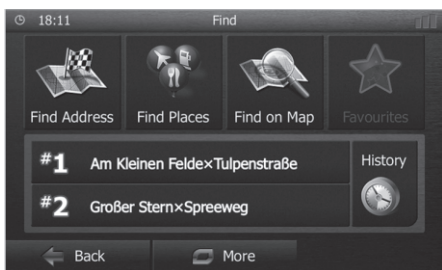 18:11 Find
Find Address Find Places Find on Map Favourites
#1 Am Kleinen Felde×Tulpenstraße History
#2 Großer Stern×Spreeweg
Back More